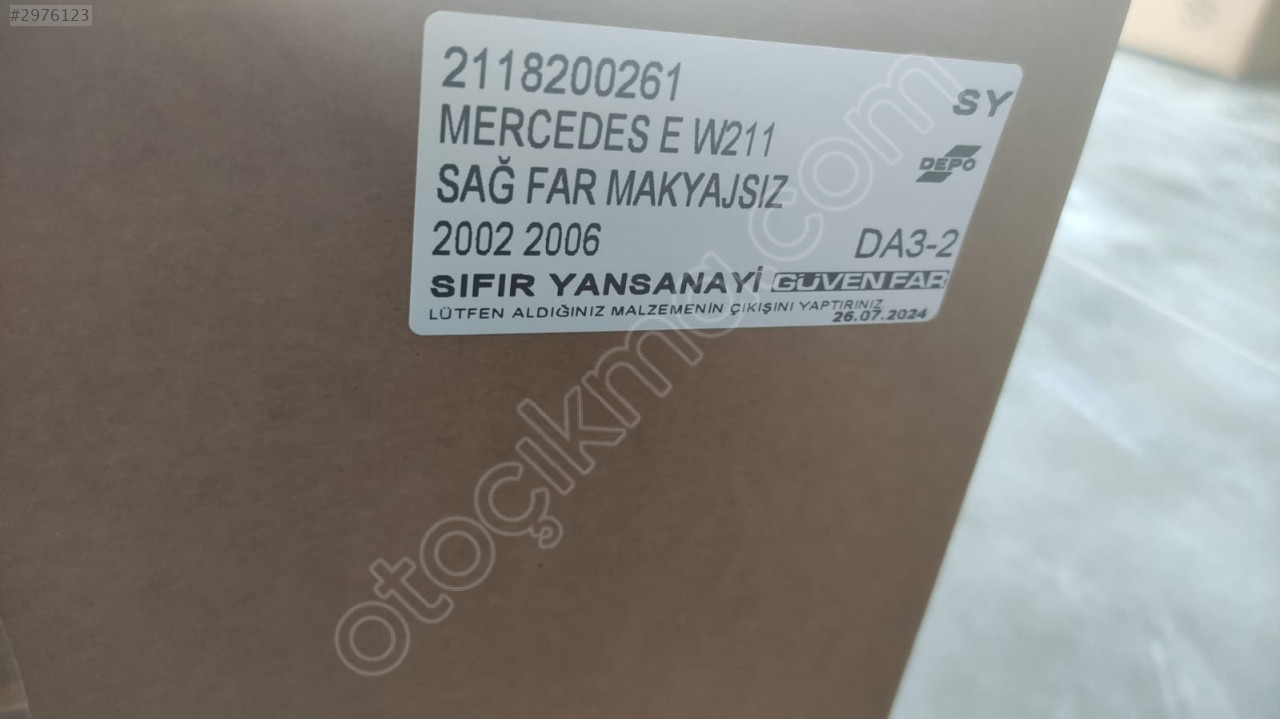 #2976123
2118200261
SY
MERCEDES E W211
DEPO
SAĞ FAR MAKYAJSIZ
2002 2006
DA3-2
SIFIR YANSANAYİ GÜVEN FAR
LÜTFEN ALDIĞINIZ MALZEMENİN ÇIKIŞINI YAPTIRINIZ
26.07.2024
otoçıkma.com